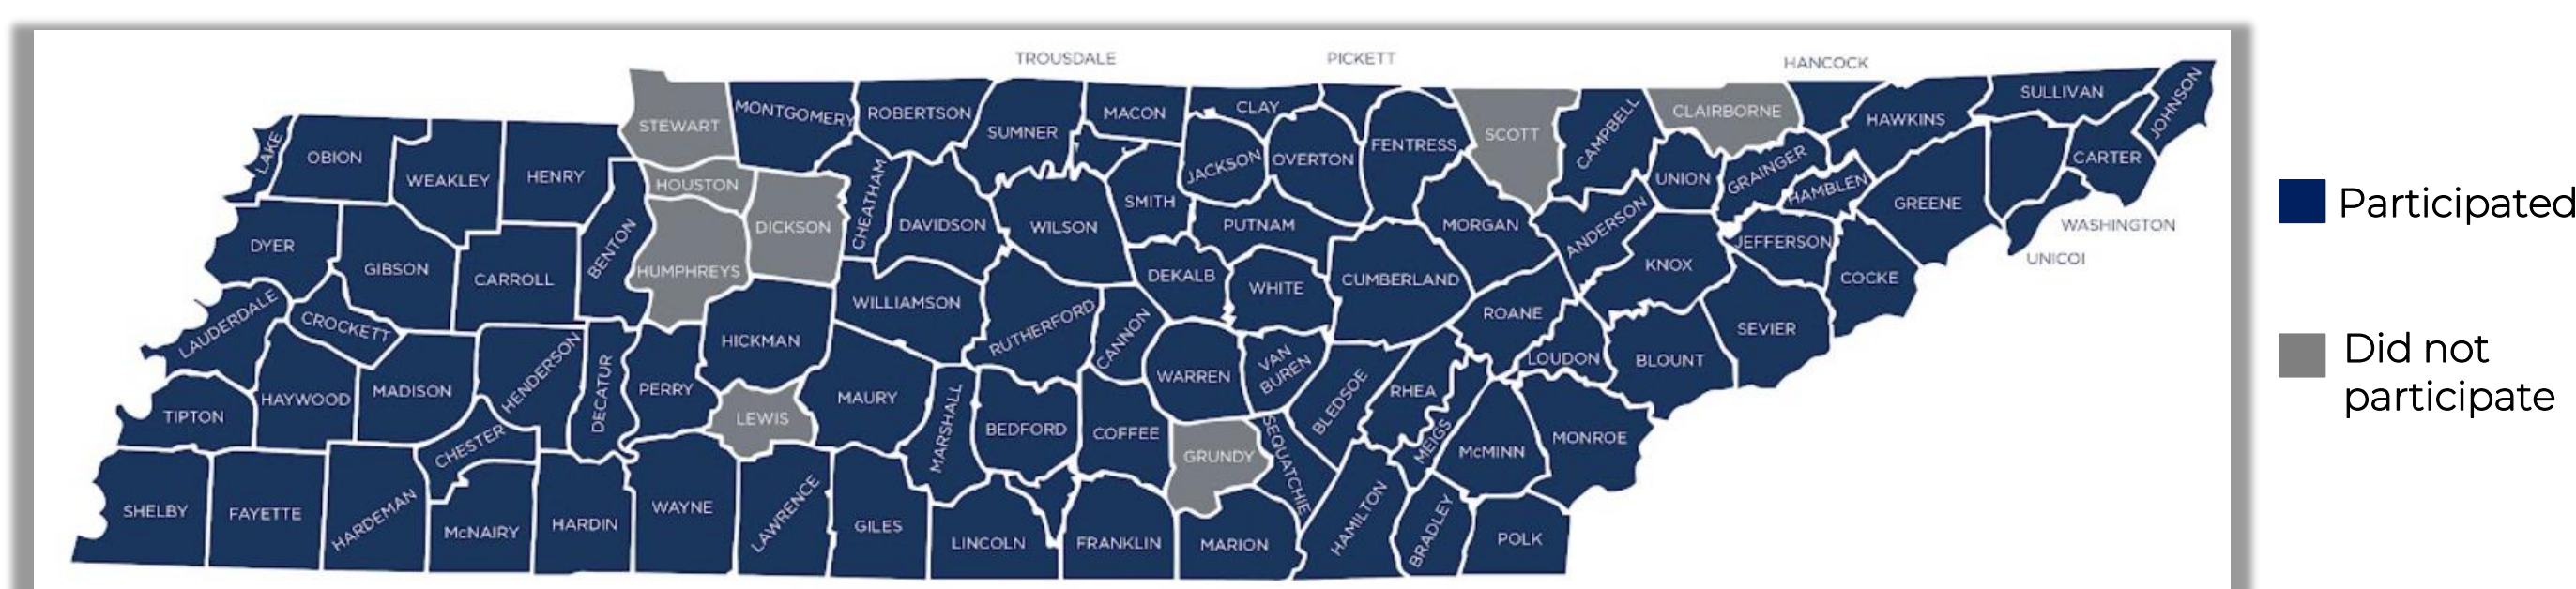 TROUSDALE
PICKETT
HANCOCK
LAKE
OBION
WEAKLEY
HENRY
STEWART
MONTGOMERY
ROBERTSON
SUMNER
MACON
CLAY
JACKSON
OVERTON
FENTRESS
SCOTT
CAMPBELL
CLAIRBORNE
HAWKINS
SULLIVAN
JOHNSON
CARTER
HOUSTON
DICKSON
CHEATHAM
DAVIDSON
WILSON
SMITH
PUTNAM
MORGAN
ANDERSON
UNION
GRAINGER
HAMBLEN
GREENE
WASHINGTON
UNICOI
DYER
GIBSON
CARROLL
BENTON
HUMPHREYS
WILLIAMSON
RUTHERFORD
CANNON
DEKALB
WHITE
CUMBERLAND
ROANE
KNOX
JEFFERSON
COCKE
LAUDERDALE
CROCKETT
HICKMAN
LOUDON
BLOUNT
SEVIER
TIPTON
HAYWOOD
MADISON
HENDERSON
DECATUR
PERRY
LEWIS
MAURY
MARSHALL
BEDFORD
COFFEE
WARREN
VAN
BUREN
BLEDSOE
RHEA
MEIGS
McMINN
MONROE
CHESTER
GRUNDY
SEQUATCHIE
SHELBY
FAYETTE
HARDEMAN
McNAIRY
HARDIN
WAYNE
LAWRENCE
GILES
LINCOLN
FRANKLIN
MARION
HAMILTON
BRADLEY
POLK
Participated
Did not
participate